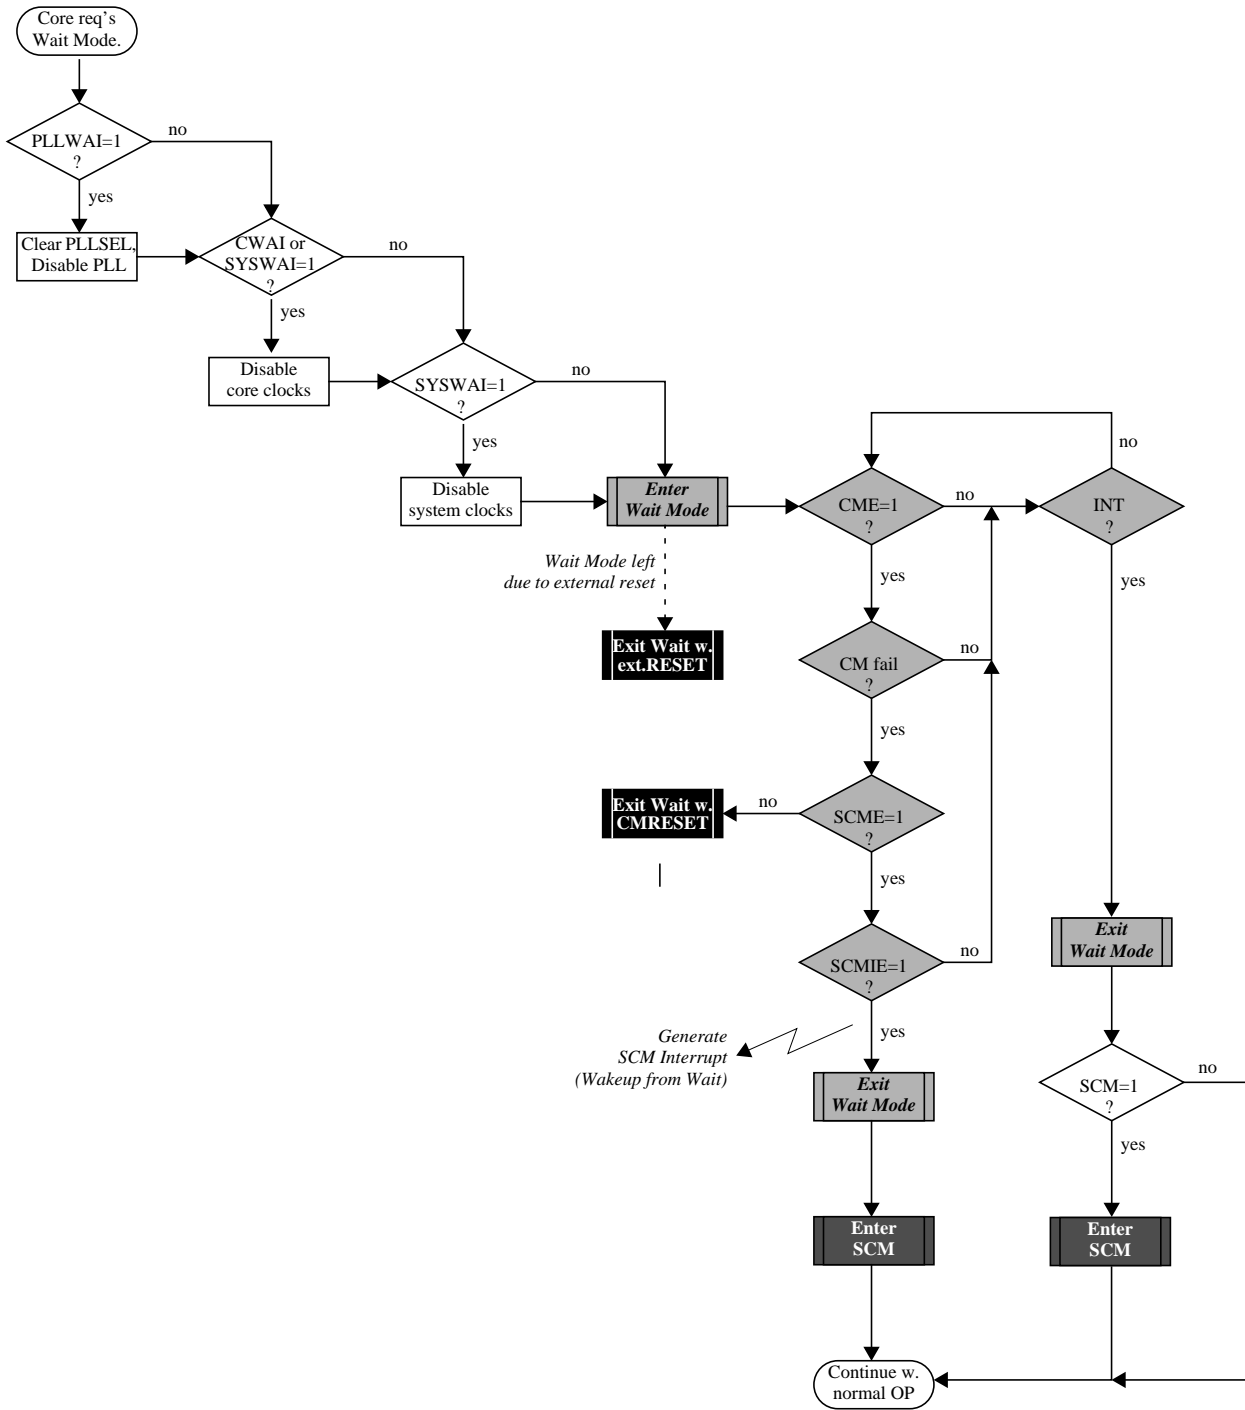 Core req’s
Wait Mode.
PLLWAI=1
?
no
yes
Clear PLLSEL,
Disable PLL
CWAI or
SYSWAI=1
?
no
yes
Disable
core clocks
SYSWAI=1
?
no
yes
Disable
system clocks
Enter
Wait Mode
Wait Mode left
due to external reset
Exit Wait w.
ext.RESET
CME=1
?
no
yes
INT
?
no
yes
CM fail
?
no
yes
SCME=1
?
no
yes
Exit Wait w.
CMRESET
SCMIE=1
?
no
yes
Generate
SCM Interrupt
(Wakeup from Wait)
Exit
Wait Mode
Enter
SCM
Exit
Wait Mode
SCM=1
?
no
yes
Enter
SCM
Continue w.
normal OP